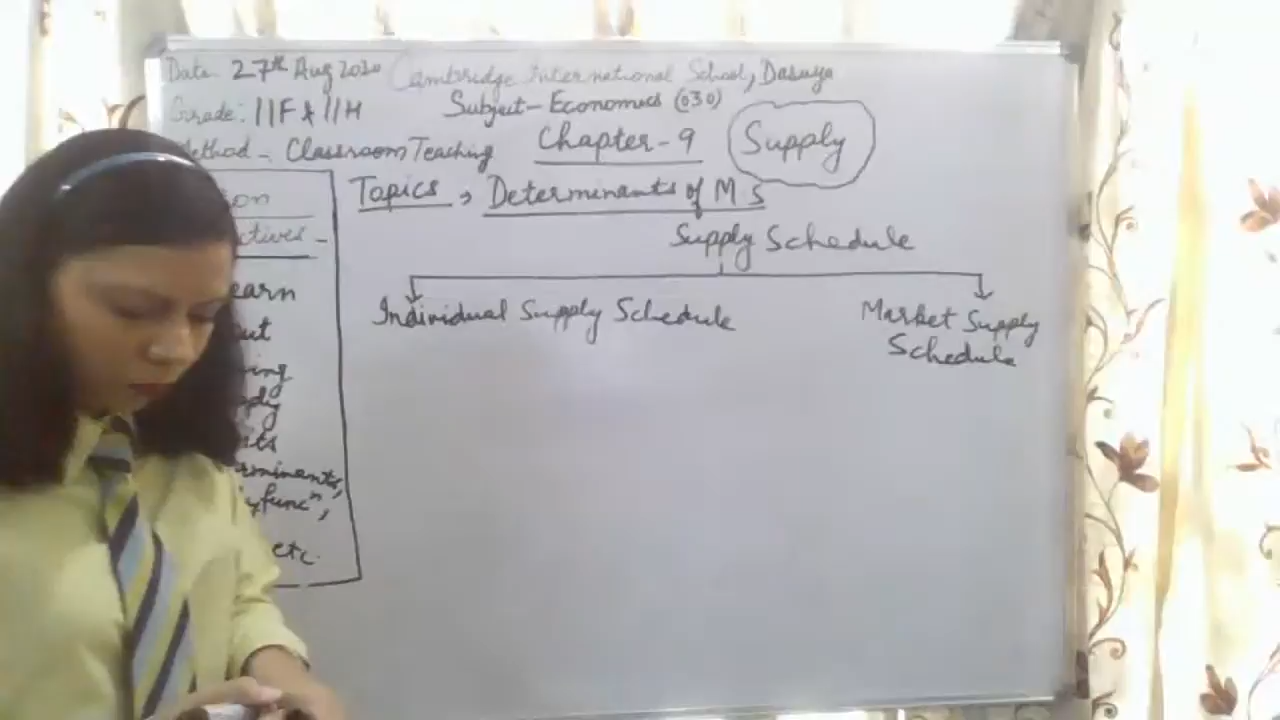 Date: 27th Aug 2020 Cambridge International School, Dasuya
Grade: 11F & 11H Subject - Economics (030)
Method - Classroom Teaching Chapter - 9 Supply
Topics, Determinants of M S
Supply Schedule
Individual Supply Schedule
Market Supply
Schedule
etc.